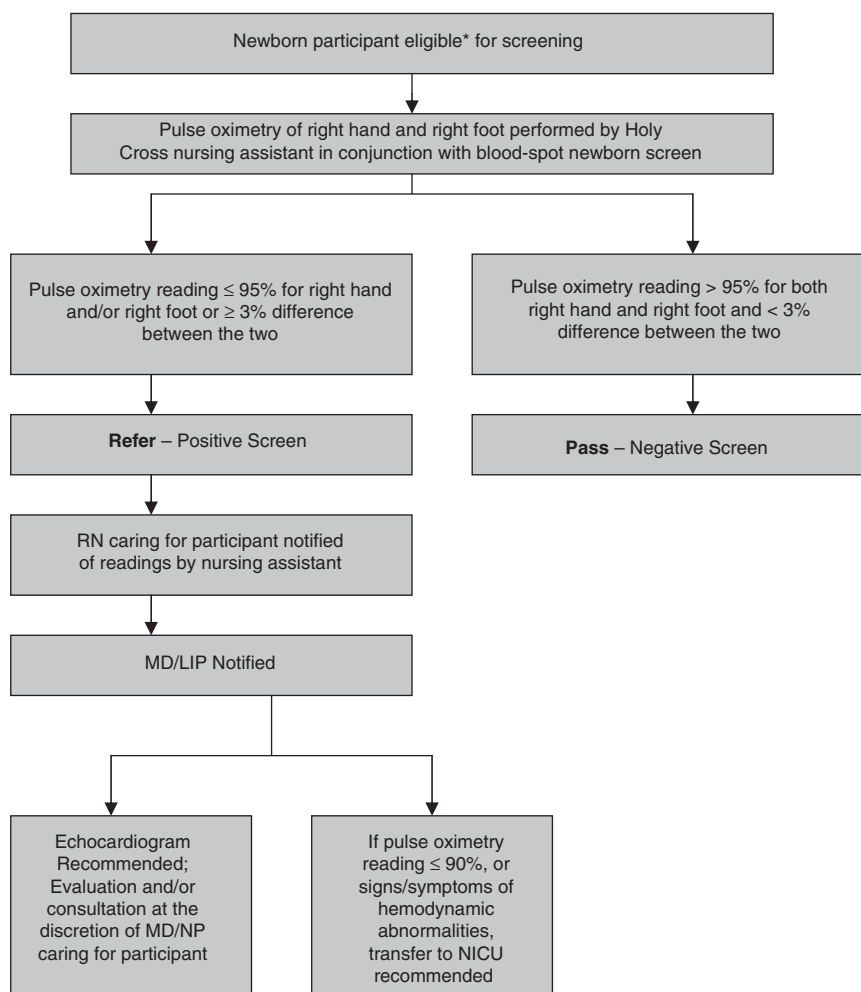 Newborn participant eligible* for screening
Pulse oximetry of right hand and right foot performed by Holy
Cross nursing assistant in conjunction with blood-spot newborn screen
Pulse oximetry reading ≤ 95% for right hand
and/or right foot or ≥ 3% difference
between the two
Pulse oximetry reading > 95% for both
right hand and right foot and < 3%
difference between the two
Refer – Positive Screen
Pass – Negative Screen
RN caring for participant notified
of readings by nursing assistant
MD/LIP Notified
Echocardiogram
Recommended;
Evaluation and/or
consultation at the
discretion of MD/NP
caring for participant
If pulse oximetry
reading ≤ 90%, or
signs/symptoms of
hemodynamic
abnormalities,
transfer to NICU
recommended